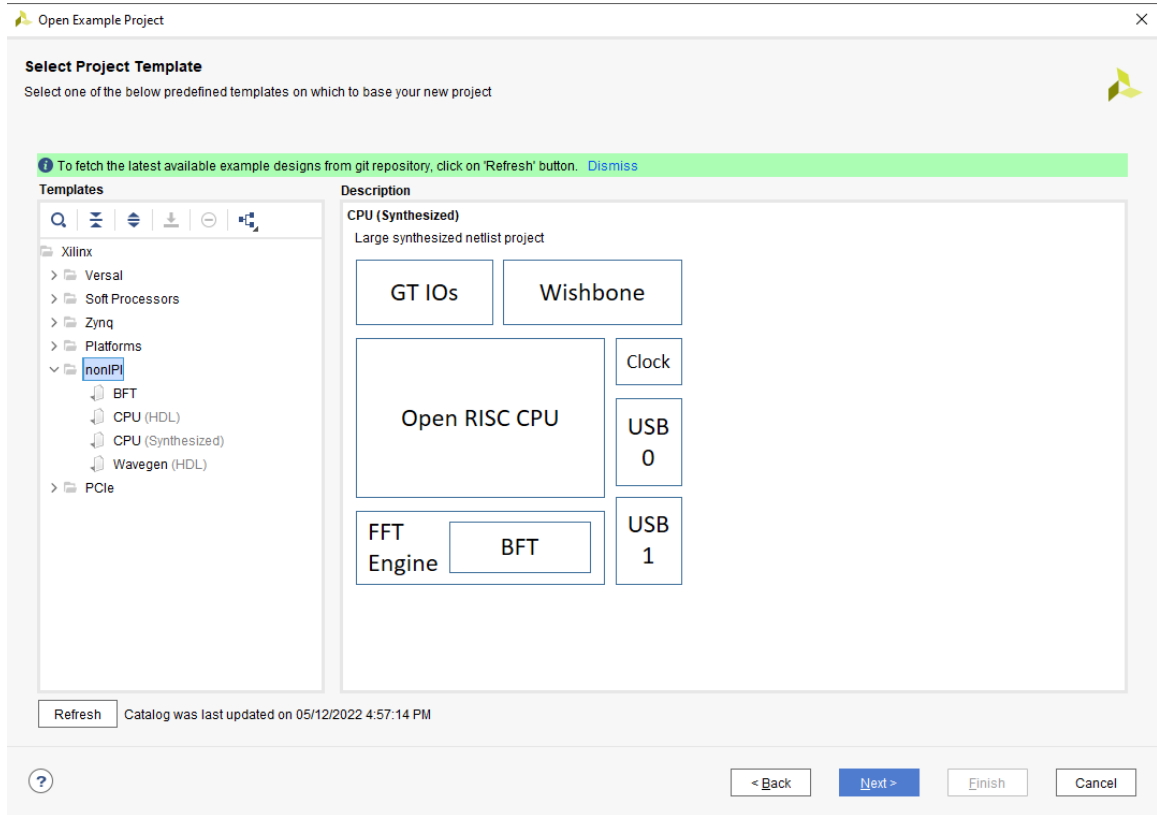 Open Example Project
Select Project Template
Select one of the below predefined templates on which to base your new project
To fetch the latest available example designs from git repository, click on 'Refresh' button. Dismiss
Templates
Xilinx
Versal
Soft Processors
Zynq
Platforms
nonIPI
BFT
CPU (HDL)
CPU (Synthesized)
Wavegen (HDL)
PCIe
Description
CPU (Synthesized)
Large synthesized netlist project
GT IOs
Wishbone
Open RISC CPU
Clock
USB
0
FFT
Engine
BFT
USB
1
Refresh Catalog was last updated on 05/12/2022 4:57:14 PM
? < Back Next > Finish Cancel